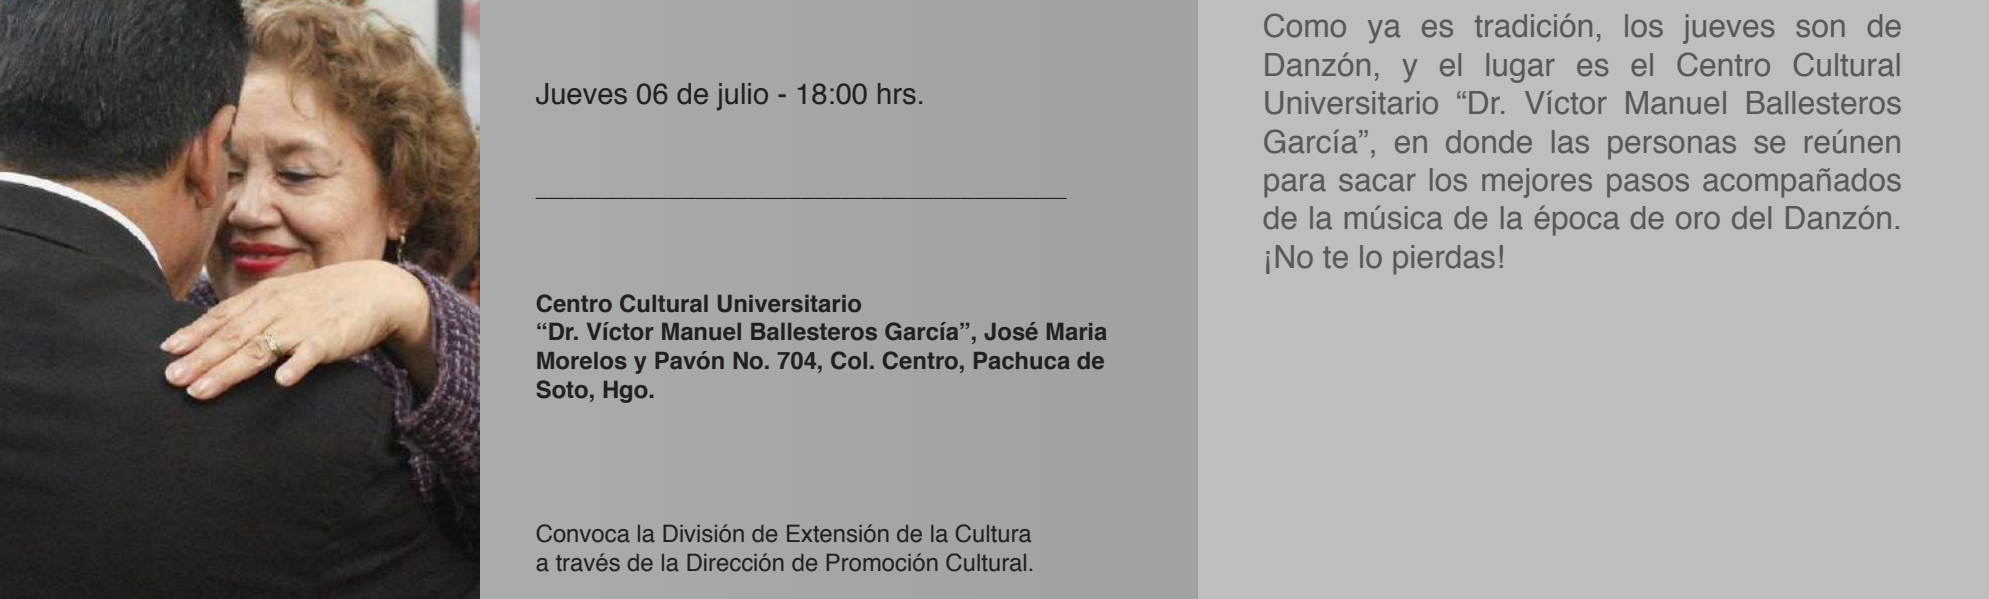 Jueves 06 de julio - 18:00 hrs.
Centro Cultural Universitario
“Dr. Víctor Manuel Ballesteros García”, José Maria
Morelos y Pavón No. 704, Col. Centro, Pachuca de
Soto, Hgo.
Convoca la División de Extensión de la Cultura
a través de la Dirección de Promoción Cultural.
Como ya es tradición, los jueves son de
Danzón, y el lugar es el Centro Cultural
Universitario “Dr. Víctor Manuel Ballesteros
García”, en donde las personas se reúnen
para sacar los mejores pasos acompañados
de la música de la época de oro del Danzón.
¡No te lo pierdas!